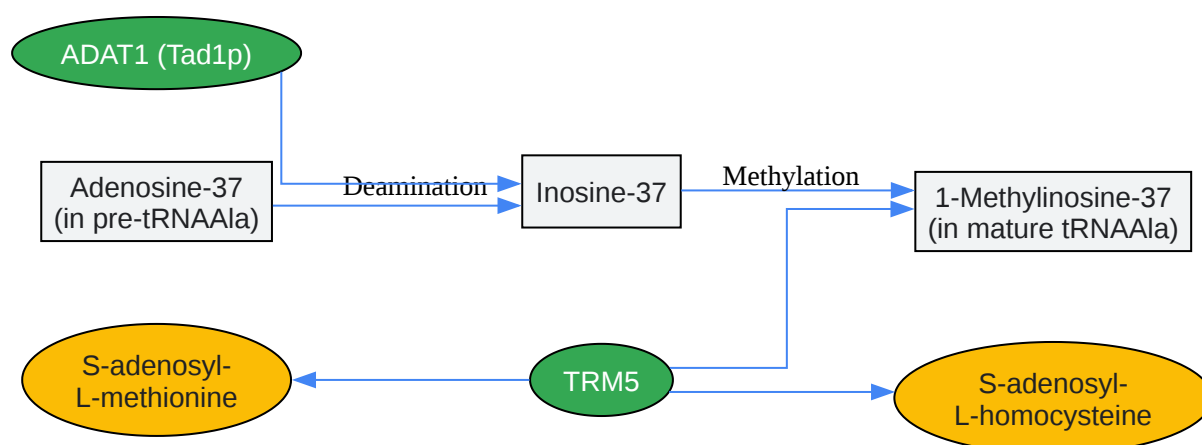 ADAT1 (Tad1p)
Adenosine-37
(in pre-tRNAAla)
Deamination
Inosine-37
Methylation
1-Methylinosine-37
(in mature tRNAAla)
S-adenosyl-
L-methionine
TRM5
S-adenosyl-
L-homocysteine